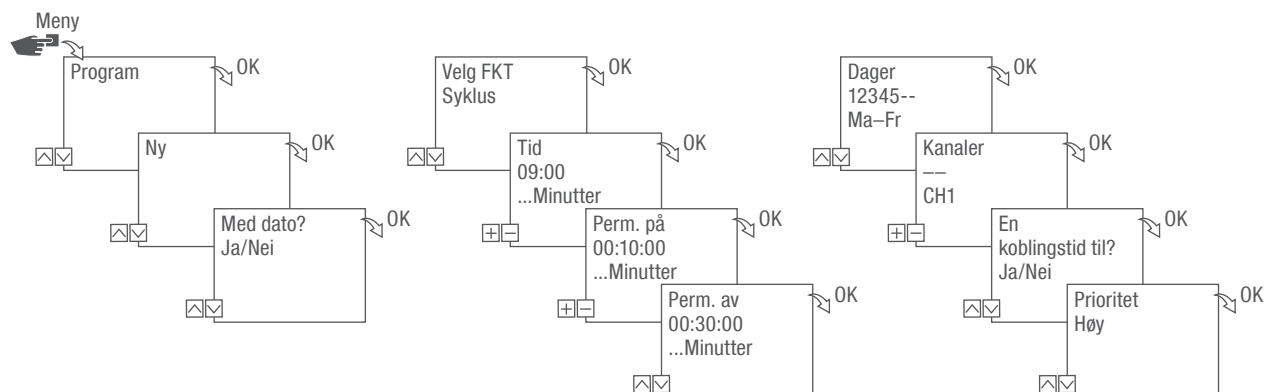 Meny
Program
OK
Ny
OK
Med dato?
Ja/Nei
OK
Velg FKT
Syklus
OK
Tid
09:00
...Minutter
OK
Perm. på
00:10:00
...Minutter
OK
Perm. av
00:30:00
...Minutter
OK
Dager
12345--
Ma–Fr
OK
Kanaler
––
CH1
OK
En
koblingstid til?
Ja/Nei
OK
Prioritet
Høy
OK